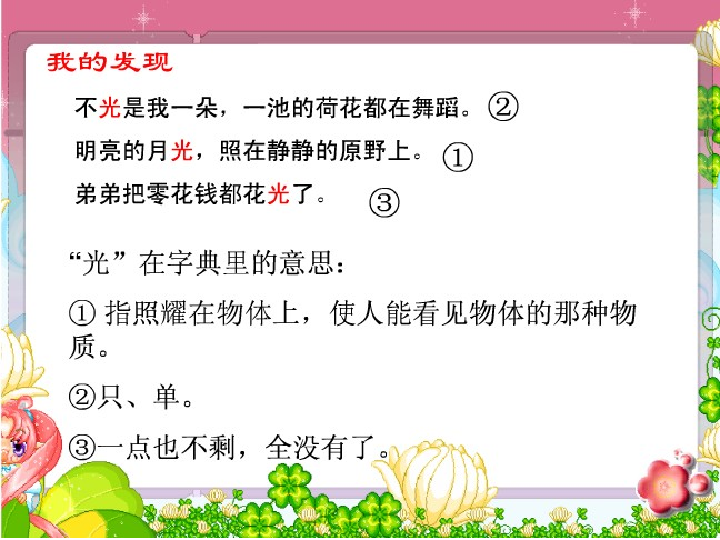 我的发现
不光是我一朵，一池的荷花都在舞蹈。②
明亮的月光，照在静静的原野上。①
弟弟把零花钱都花光了。③
“光”在字典里的意思：
① 指照耀在物体上，使人能看见物体的那种物
质。
②只、单。
③一点也不剩，全没有了。